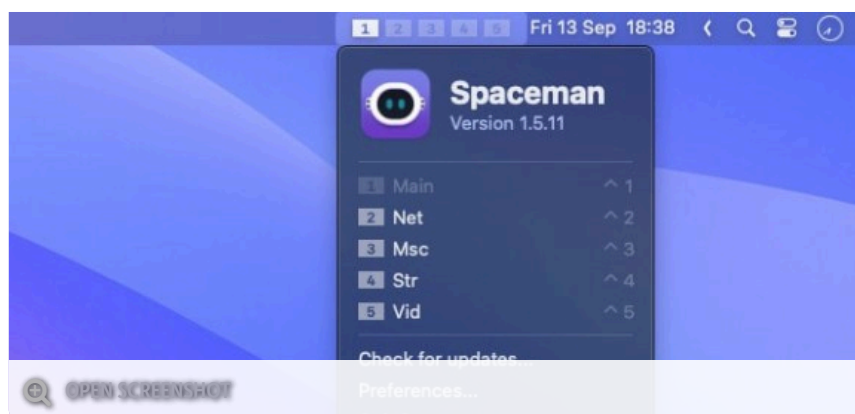 1 2 3 4 5 Fri 13 Sep 18:38
Spaceman
Version 1.5.11
1 Main ^ 1
2 Net ^ 2
3 Msc ^ 3
4 Str ^ 4
5 Vid ^ 5
Check for updates...
Preferences...
OPEN SCREENSHOT